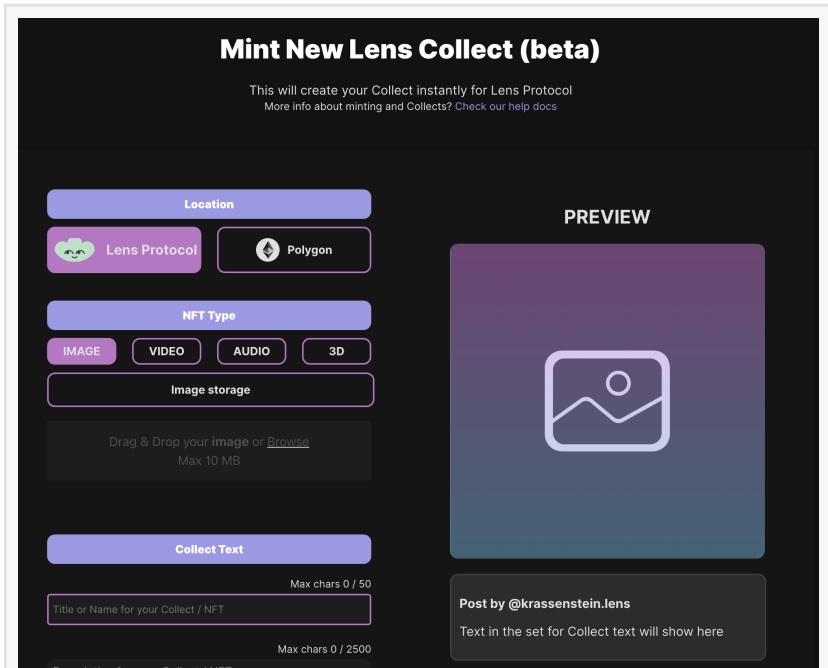 Mint New Lens Collect (beta)
This will create your Collect instantly for Lens Protocol
More info about minting and Collects? Check our help docs
Location
Lens Protocol
Polygon
NFT Type
IMAGE
VIDEO
AUDIO
3D
Image storage
Drag & Drop your image or Browse
Max 10 MB
Collect Text
Max chars 0 / 50
Title or Name for your Collect / NFT
Max chars 0 / 2500
PREVIEW
Post by @krassenstein.lens
Text in the set for Collect text will show here